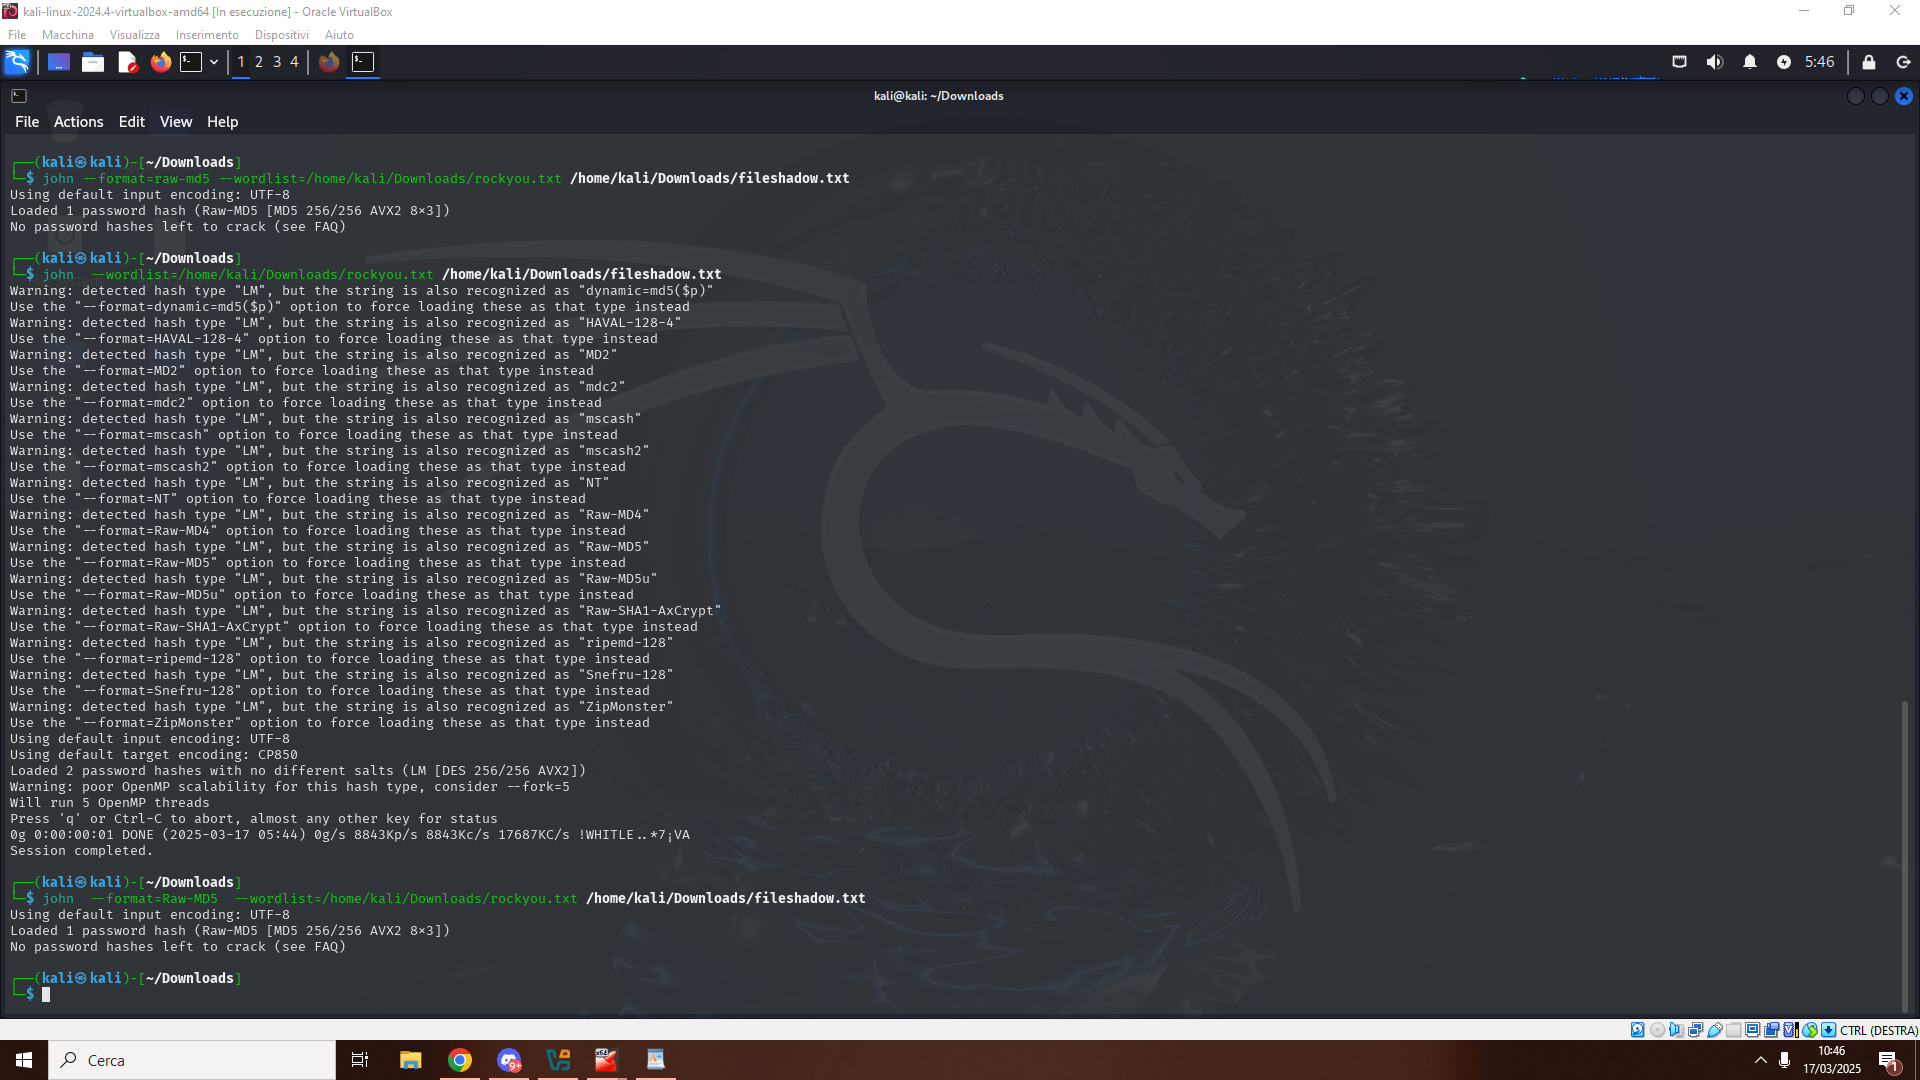 kali-linux-2024.4-virtualbox-amd64 [In esecuzione] - Oracle VirtualBox
File Macchina Visualizza Inserimento Dispositivi Aiuto
1 2 3 4
5:46
kali@kali: ~/Downloads
File Actions Edit View Help
┌──(kali㉿kali)-[~/Downloads]
└─$ john --format=raw-md5 --wordlist=/home/kali/Downloads/rockyou.txt /home/kali/Downloads/fileshadow.txt
Using default input encoding: UTF-8
Loaded 1 password hash (Raw-MD5 [MD5 256/256 AVX2 8×3])
No password hashes left to crack (see FAQ)
┌──(kali㉿kali)-[~/Downloads]
└─$ john  --wordlist=/home/kali/Downloads/rockyou.txt /home/kali/Downloads/fileshadow.txt
Warning: detected hash type "LM", but the string is also recognized as "dynamic=md5($p)"
Use the "--format=dynamic=md5($p)" option to force loading these as that type instead
Warning: detected hash type "LM", but the string is also recognized as "HAVAL-128-4"
Use the "--format=HAVAL-128-4" option to force loading these as that type instead
Warning: detected hash type "LM", but the string is also recognized as "MD2"
Use the "--format=MD2" option to force loading these as that type instead
Warning: detected hash type "LM", but the string is also recognized as "mdc2"
Use the "--format=mdc2" option to force loading these as that type instead
Warning: detected hash type "LM", but the string is also recognized as "mscash"
Use the "--format=mscash" option to force loading these as that type instead
Warning: detected hash type "LM", but the string is also recognized as "mscash2"
Use the "--format=mscash2" option to force loading these as that type instead
Warning: detected hash type "LM", but the string is also recognized as "NT"
Use the "--format=NT" option to force loading these as that type instead
Warning: detected hash type "LM", but the string is also recognized as "Raw-MD4"
Use the "--format=Raw-MD4" option to force loading these as that type instead
Warning: detected hash type "LM", but the string is also recognized as "Raw-MD5"
Use the "--format=Raw-MD5" option to force loading these as that type instead
Warning: detected hash type "LM", but the string is also recognized as "Raw-MD5u"
Use the "--format=Raw-MD5u" option to force loading these as that type instead
Warning: detected hash type "LM", but the string is also recognized as "Raw-SHA1-AxCrypt"
Use the "--format=Raw-SHA1-AxCrypt" option to force loading these as that type instead
Warning: detected hash type "LM", but the string is also recognized as "ripemd-128"
Use the "--format=ripemd-128" option to force loading these as that type instead
Warning: detected hash type "LM", but the string is also recognized as "Snefru-128"
Use the "--format=Snefru-128" option to force loading these as that type instead
Warning: detected hash type "LM", but the string is also recognized as "ZipMonster"
Use the "--format=ZipMonster" option to force loading these as that type instead
Using default input encoding: UTF-8
Using default target encoding: CP850
Loaded 2 password hashes with no different salts (LM [DES 256/256 AVX2])
Warning: poor OpenMP scalability for this hash type, consider --fork=5
Will run 5 OpenMP threads
Press 'q' or Ctrl-C to abort, almost any other key for status
0g 0:00:00:01 DONE (2025-03-17 05:44) 0g/s 8843Kp/s 8843Kc/s 17687KC/s !WHITLE..*7¡VA
Session completed.
┌──(kali㉿kali)-[~/Downloads]
└─$ john  --format=Raw-MD5  --wordlist=/home/kali/Downloads/rockyou.txt /home/kali/Downloads/fileshadow.txt
Using default input encoding: UTF-8
Loaded 1 password hash (Raw-MD5 [MD5 256/256 AVX2 8×3])
No password hashes left to crack (see FAQ)
┌──(kali㉿kali)-[~/Downloads]
└─$
CTRL (DESTRA)
Cerca
9+
x64
10:46
17/03/2025
1